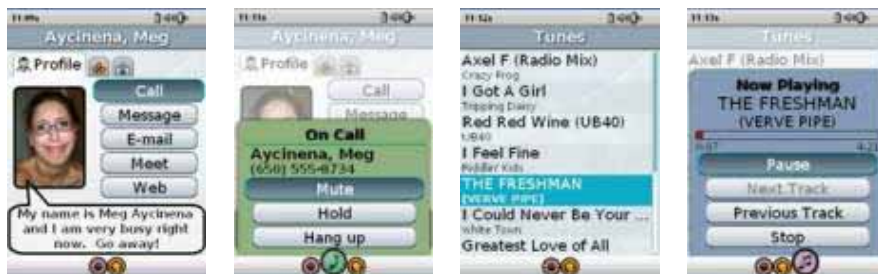 Aycinena, Meg
Profile
Call
Message
E-mail
Meet
Web
My name is Meg Aycinena
and I am very busy right
now. Go away!
Aycinena, Meg
Profile
Call
Message
On Call
Aycinena, Meg
(650) 555-8734
Mute
Hold
Hang up
Tunes
Axel F (Radio Mix)
Crazy Frog
I Got A Girl
Tripping Daisy
Red Red Wine (UB40)
UB40
I Feel Fine
THE FRESHMAN
[VERVE PIPE]
I Could Never Be Your ...
White Town
Greatest Love of All
Tunes
Axel F (Radio Mix)
Now Playing
THE FRESHMAN
(VERVE PIPE)
Pause
Next Track
Previous Track
Stop